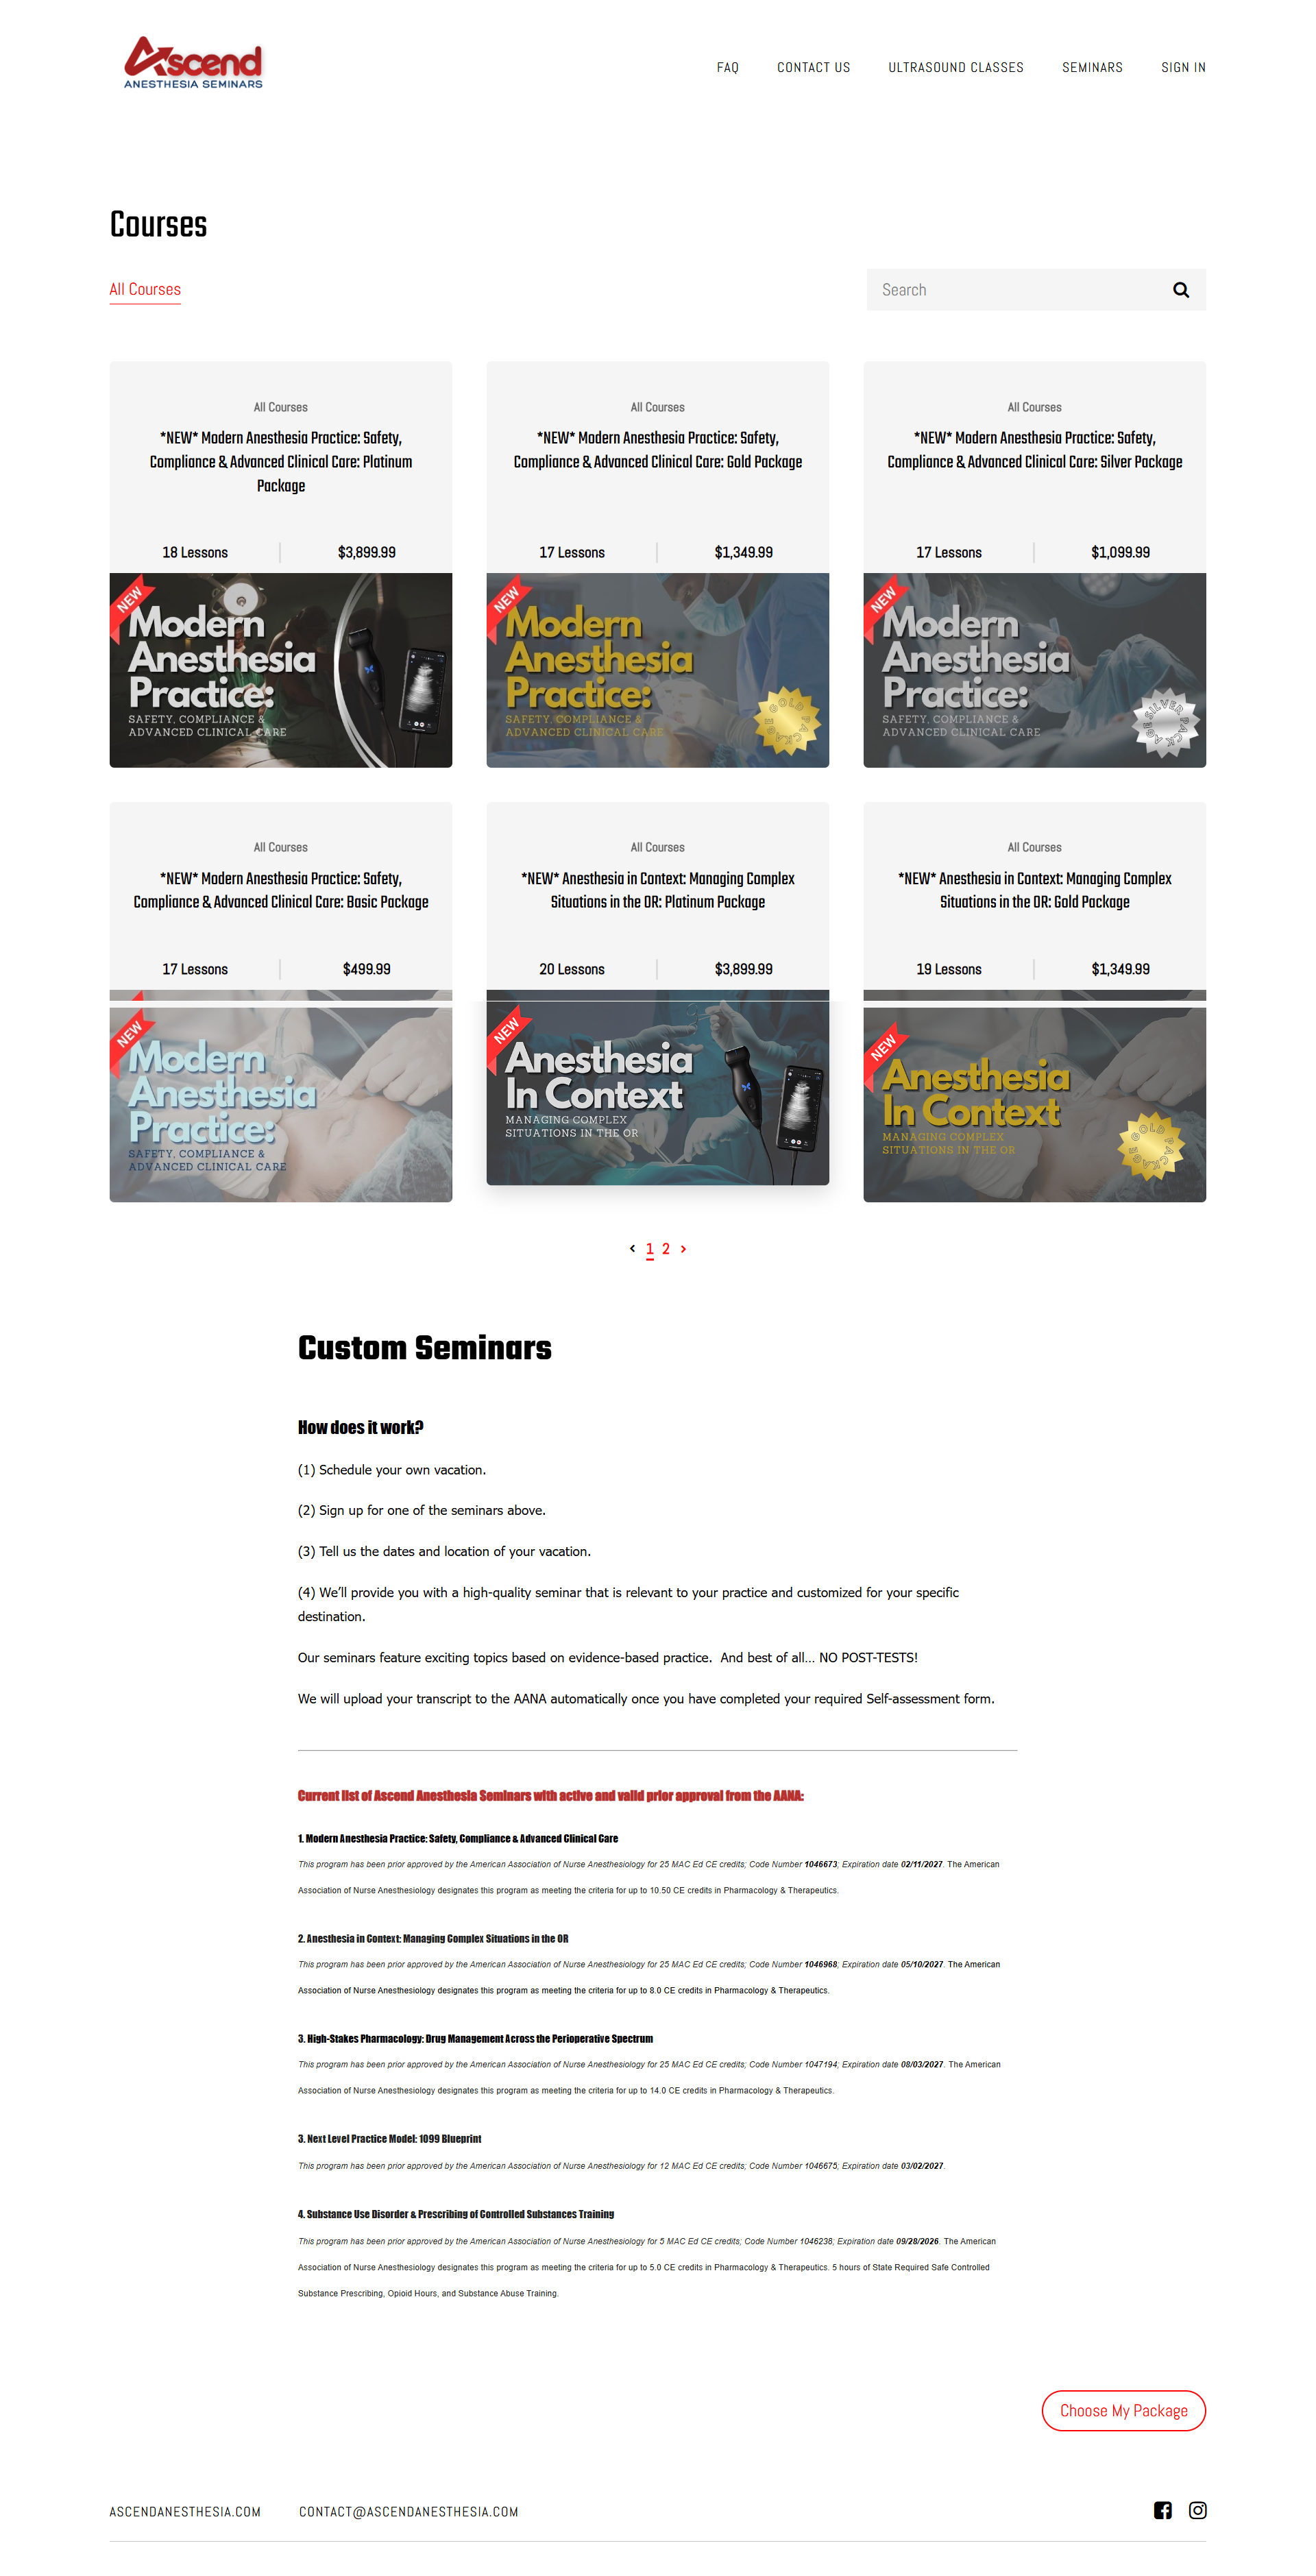 Ascend
ANESTHESIA SEMINARS
FAQ
CONTACT US
ULTRASOUND CLASSES
SEMINARS
SIGN IN
Courses
All Courses
Search
All Courses
*NEW* Modern Anesthesia Practice: Safety,
Compliance & Advanced Clinical Care: Platinum
Package
18 Lessons
$3,899.99
NEW
Modern
Anesthesia
Practice:
SAFETY, COMPLIANCE &
ADVANCED CLINICAL CARE
All Courses
*NEW* Modern Anesthesia Practice: Safety,
Compliance & Advanced Clinical Care: Gold Package
17 Lessons
$1,349.99
NEW
Modern
Anesthesia
Practice:
SAFETY, COMPLIANCE &
ADVANCED CLINICAL CARE
GOLD PACKAGE
All Courses
*NEW* Modern Anesthesia Practice: Safety,
Compliance & Advanced Clinical Care: Silver Package
17 Lessons
$1,099.99
NEW
Modern
Anesthesia
Practice:
SAFETY, COMPLIANCE &
ADVANCED CLINICAL CARE
SILVER PACKAGE
All Courses
*NEW* Modern Anesthesia Practice: Safety,
Compliance & Advanced Clinical Care: Basic Package
17 Lessons
$499.99
NEW
Modern
Anesthesia
Practice:
SAFETY, COMPLIANCE &
ADVANCED CLINICAL CARE
All Courses
*NEW* Anesthesia in Context: Managing Complex
Situations in the OR: Platinum Package
20 Lessons
$3,899.99
NEW
Anesthesia
In Context
MANAGING COMPLEX
SITUATIONS IN THE OR
All Courses
*NEW* Anesthesia in Context: Managing Complex
Situations in the OR: Gold Package
19 Lessons
$1,349.99
NEW
Anesthesia
In Context
MANAGING COMPLEX
SITUATIONS IN THE OR
GOLD PACKAGE
1 2
Custom Seminars
How does it work?
(1) Schedule your own vacation.
(2) Sign up for one of the seminars above.
(3) Tell us the dates and location of your vacation.
(4) We'll provide you with a high-quality seminar that is relevant to your practice and customized for your specific
destination.
Our seminars feature exciting topics based on evidence-based practice.  And best of all... NO POST-TESTS!
We will upload your transcript to the AANA automatically once you have completed your required Self-assessment form.
Current list of Ascend Anesthesia Seminars with active and valid prior approval from the AANA:
1. Modern Anesthesia Practice: Safety, Compliance & Advanced Clinical Care
This program has been prior approved by the American Association of Nurse Anesthesiology for 25 MAC Ed CE credits; Code Number 1046673; Expiration date 02/11/2027. The American
Association of Nurse Anesthesiology designates this program as meeting the criteria for up to 10.50 CE credits in Pharmacology & Therapeutics.
2. Anesthesia in Context: Managing Complex Situations in the OR
This program has been prior approved by the American Association of Nurse Anesthesiology for 25 MAC Ed CE credits; Code Number 1046968; Expiration date 05/10/2027. The American
Association of Nurse Anesthesiology designates this program as meeting the criteria for up to 8.0 CE credits in Pharmacology & Therapeutics.
3. High-Stakes Pharmacology: Drug Management Across the Perioperative Spectrum
This program has been prior approved by the American Association of Nurse Anesthesiology for 25 MAC Ed CE credits; Code Number 1047194; Expiration date 08/03/2027. The American
Association of Nurse Anesthesiology designates this program as meeting the criteria for up to 14.0 CE credits in Pharmacology & Therapeutics.
3. Next Level Practice Model: 1099 Blueprint
This program has been prior approved by the American Association of Nurse Anesthesiology for 12 MAC Ed CE credits; Code Number 1046675; Expiration date 03/02/2027.
4. Substance Use Disorder & Prescribing of Controlled Substances Training
This program has been prior approved by the American Association of Nurse Anesthesiology for 5 MAC Ed CE credits; Code Number 1046238; Expiration date 09/28/2026. The American
Association of Nurse Anesthesiology designates this program as meeting the criteria for up to 5.0 CE credits in Pharmacology & Therapeutics. 5 hours of State Required Safe Controlled
Substance Prescribing, Opioid Hours, and Substance Abuse Training.
Choose My Package
ASCENDANESTHESIA.COM
CONTACT@ASCENDANESTHESIA.COM